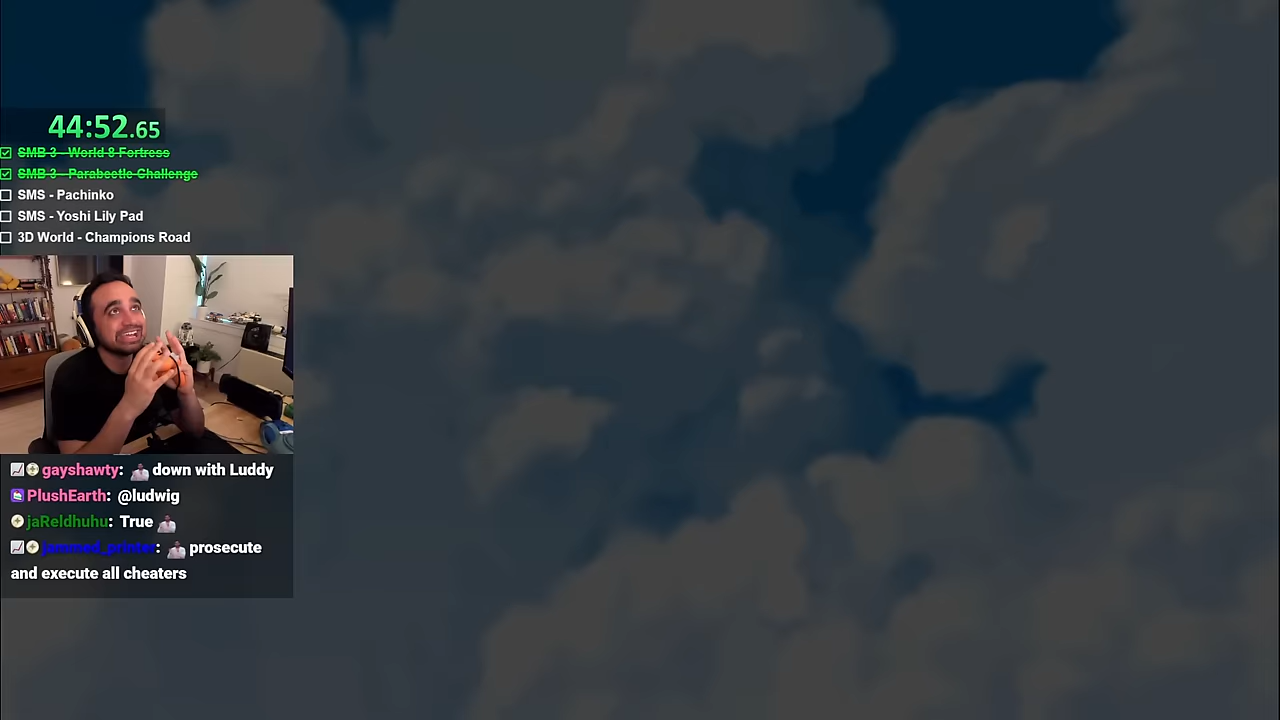 44:52.65
SMB 3 - World 8 Fortress
SMB 3 - Parabeetle Challenge
SMS - Pachinko
SMS - Yoshi Lily Pad
3D World - Champions Road
gayshawty: down with Luddy
PlushEarth: @ludwig
jaReldhuhu: True
jammed_printer: prosecute
and execute all cheaters